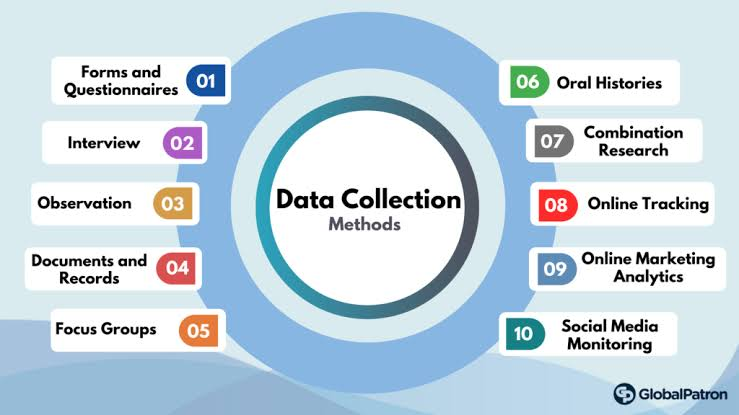 Data Collection
Methods
Forms and
Questionnaires
01
Interview
02
Observation
03
Documents and
Records
04
Focus Groups
05
06
Oral Histories
07
Combination
Research
08
Online Tracking
09
Online Marketing
Analytics
10
Social Media
Monitoring
GlobalPatron